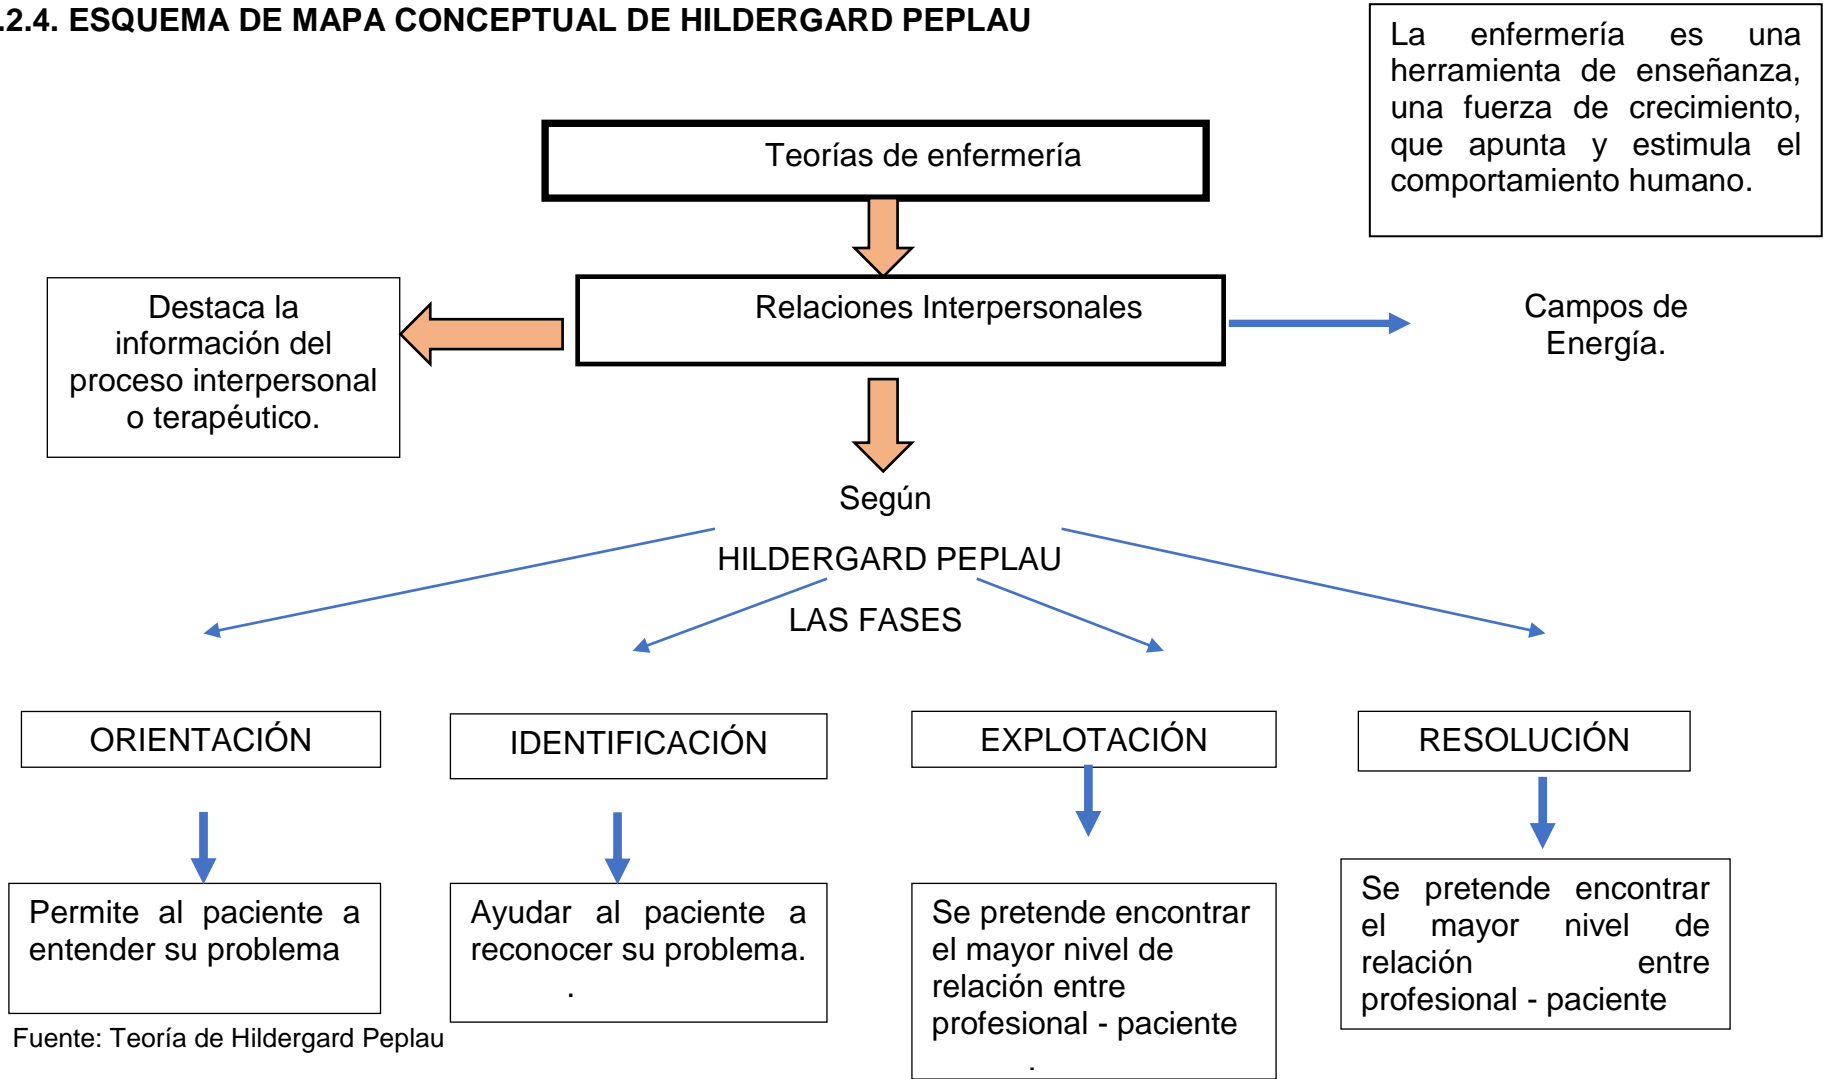 .2.4. ESQUEMA DE MAPA CONCEPTUAL DE HILDERGARD PEPLAU
La enfermería es una
herramienta de enseñanza,
una fuerza de crecimiento,
que apunta y estimula el
comportamiento humano.
Teorías de enfermería
Relaciones Interpersonales
Destaca la
información del
proceso interpersonal
o terapéutico.
Campos de
Energía.
Según
HILDERGARD PEPLAU
LAS FASES
ORIENTACIÓN
IDENTIFICACIÓN
EXPLOTACIÓN
RESOLUCIÓN
Permite al paciente a
entender su problema
Ayudar al paciente a
reconocer su problema.
.
Se pretende encontrar
el mayor nivel de
relación entre
profesional - paciente
.
Se pretende encontrar
el mayor nivel de
relación entre
profesional - paciente
Fuente: Teoría de Hildergard Peplau